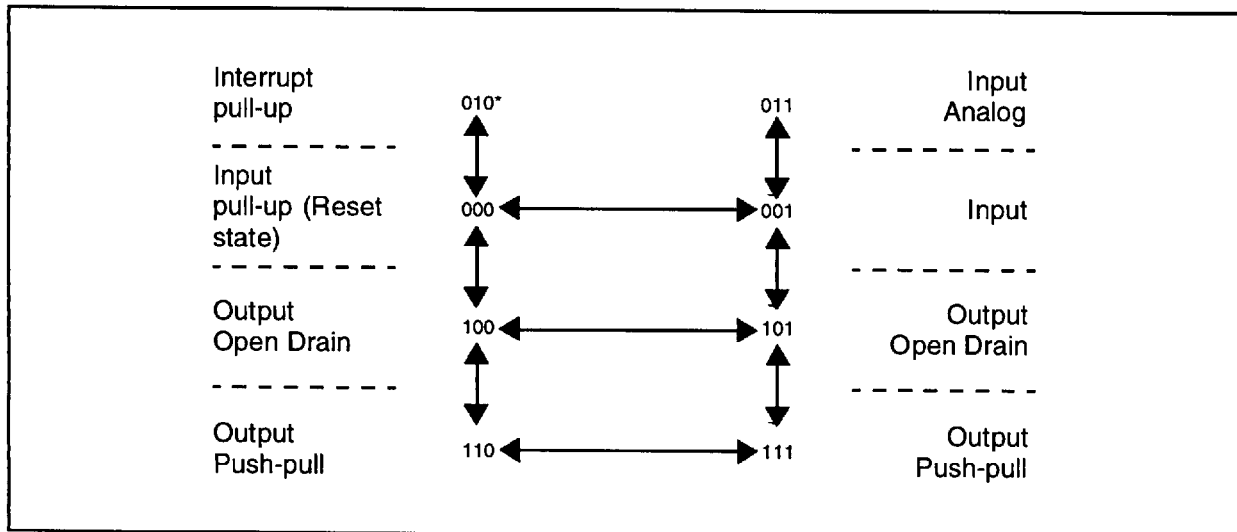 Interrupt
pull-up
010*
011
Input
Analog
Input
pull-up (Reset
state)
000
001
Input
Output
Open Drain
100
101
Output
Open Drain
Output
Push-pull
110
111
Output
Push-pull